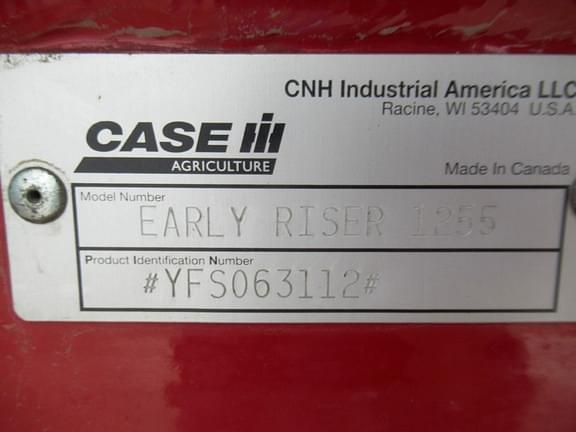 CNH Industrial America LLC
Racine, WI 53404 U.S.A.
CASE IH
AGRICULTURE
Made In Canada
Model Number
EARLY RISER 1255
Product Identification Number
#YFS063112#